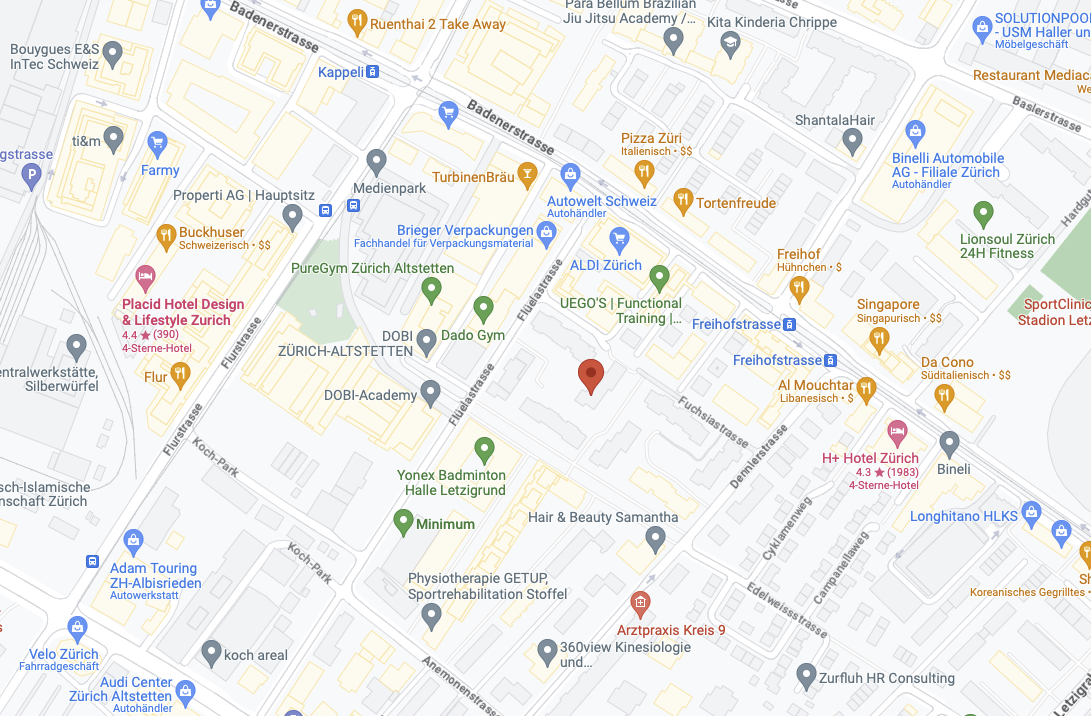 Para Bellum Brazilian
Jiu Jitsu Academy /...
Kita Kinderia Chrippe
SOLUTIONPOO
- USM Haller un
Möbelgeschäft
Badenerstrasse
Ruenthai 2 Take Away
Bouygues E&S
InTec Schweiz
Kappeli
Restaurant Mediaca
We
Baslerstrasse
Badenerstrasse
ShantalaHair
ti&m
Farmy
gstrasse
P
Pizza Züri
Italienisch • $$
Binelli Automobile
AG - Filiale Zürich
Autohändler
TurbinenBräu
Medienpark
Properti AG | Hauptsitz
Autowelt Schweiz
Autohändler
Tortenfreude
Hardgu
Buckhuser
Schweizerisch • $$
Brieger Verpackungen
Fachhandel für Verpackungsmaterial
Lionsoul Zürich
24H Fitness
ALDI Zürich
Freihof
Hühnchen • $
PureGym Zürich Altstetten
Flüelastrasse
UEGO'S | Functional
Training |...
Placid Hotel Design
& Lifestyle Zurich
4.4 ★ (390)
4-Sterne-Hotel
Singapore
Singapurisch • $$
SportClinic
Stadion Letz
Freihofstrasse
Dado Gym
DOBI
ZÜRICH-ALTSTETTEN
Flurstrasse
Freihofstrasse
Da Cono
Süditalienisch • $$
entralwerkstätte,
Silberwürfel
Flur
Al Mouchtar
Libanesisch • $
DOBI-Academy
Flüelastrasse
Fuchsiastrasse
Flurstrasse
Koch-Park
Dennlerstrasse
H+ Hotel Zürich
4.3 ★ (1983)
4-Sterne-Hotel
Bineli
Yonex Badminton
Halle Letzigrund
sch-Islamische
nschaft Zürich
Minimum
Hair & Beauty Samantha
Longhitano HLKS
Cyklamenweg
Koch-Park
Campanellaweg
Adam Touring
ZH-Albisrieden
Autowerkstatt
Physiotherapie GETUP,
Sportrehabilitation Stoffel
Edelweissstrasse
Sh
Koreanisches Gegrilltes •
s
Arztpraxis Kreis 9
Velo Zürich
Fahrradgeschäft
koch areal
360view Kinesiologie
und...
Audi Center
Zürich Altstetten
Autohändler
Anemonenstrasse
Zurfluh HR Consulting
Letzigra